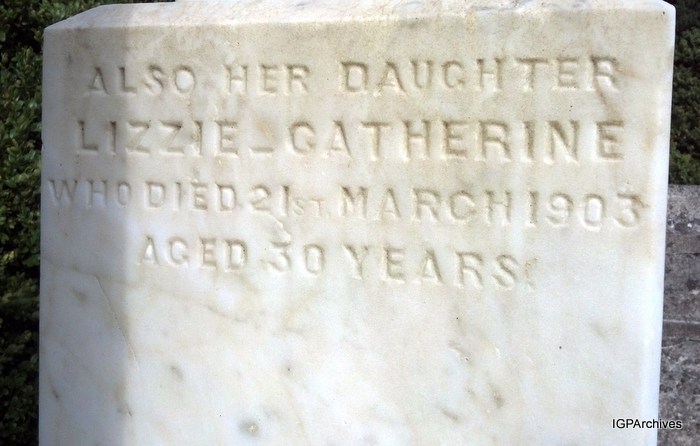 ALSO HER DAUGHTER
LIZZIE-CATHERINE
WHO DIED 21ST MARCH 1903
AGED 30 YEARS.
IGPArchives